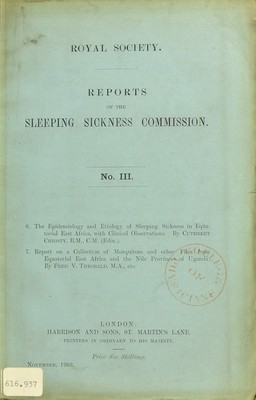 ROYAL SOCIETY.
REPORTS
OF THE
SLEEPING SICKNESS COMMISSION.
No. III.
6. The Epidemiology and Etiology of Sleeping Sickness in Equa-
torial East Africa, with Clinical Observations. By CUTHBERT
CHRISTY, B.M., C.M. (Edin.).
7. Report on a Collection of Mosquitoes and other Flies from
Equatorial East Africa and the Nile Provinces of Uganda.
By FRED. V. THEOBALD, M.A., etc.
LONDON:
HARRISON AND SONS, ST. MARTIN'S LANE,
PRINTERS IN ORDINARY TO HIS MAJESTY.
Price Shillings.
NOVEMBER, 1903.
616.937